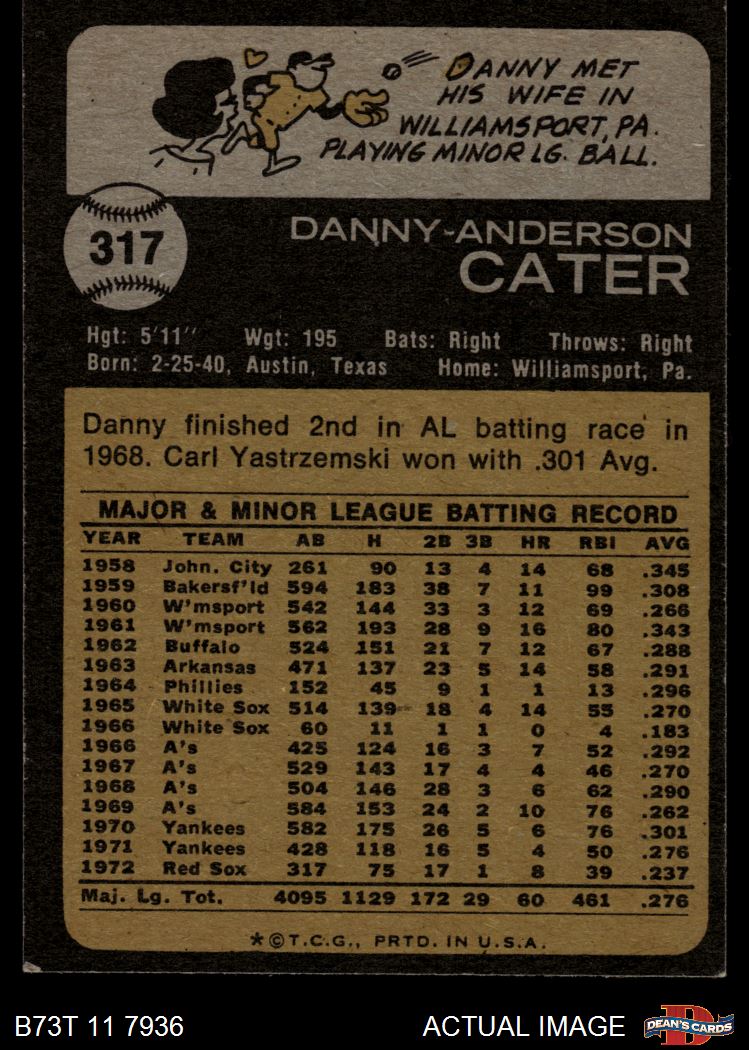 DANNY MET
HIS WIFE IN
WILLIAMSPORT, PA.
PLAYING MINOR LG. BALL.
317
DANNY-ANDERSON
CATER
Hgt: 5'11" Wgt: 195 Bats: Right Throws: Right
Born: 2-25-40, Austin, Texas Home: Williamsport, Pa.
Danny finished 2nd in AL batting race in
1968. Carl Yastrzemski won with .301 Avg.
MAJOR & MINOR LEAGUE BATTING RECORD
YEAR TEAM AB H 2B 3B HR RBI AVG
1958 John. City 261 90 13 4 14 68 .345
1959 Bakersf'ld 594 183 38 7 11 99 .308
1960 W'msport 542 144 33 3 12 69 .266
1961 W'msport 562 193 28 9 16 80 .343
1962 Buffalo 524 151 21 7 12 67 .288
1963 Arkansas 471 137 23 5 14 58 .291
1964 Phillies 152 45 9 1 1 13 .296
1965 White Sox 514 139 18 4 14 55 .270
1966 White Sox 60 11 1 1 0 4 .183
1966 A's 425 124 16 3 7 52 .292
1967 A's 529 143 17 4 4 46 .270
1968 A's 504 146 28 3 6 62 .290
1969 A's 584 153 24 2 10 76 .262
1970 Yankees 582 175 26 5 6 76 .301
1971 Yankees 428 118 16 5 4 50 .276
1972 Red Sox 317 75 17 1 8 39 .237
Maj. Lg. Tot. 4095 1129 172 29 60 461 .276
*©T.C.G., PRTD. IN U.S.A.
B73T 11 7936 ACTUAL IMAGE D DEAN'S CARDS